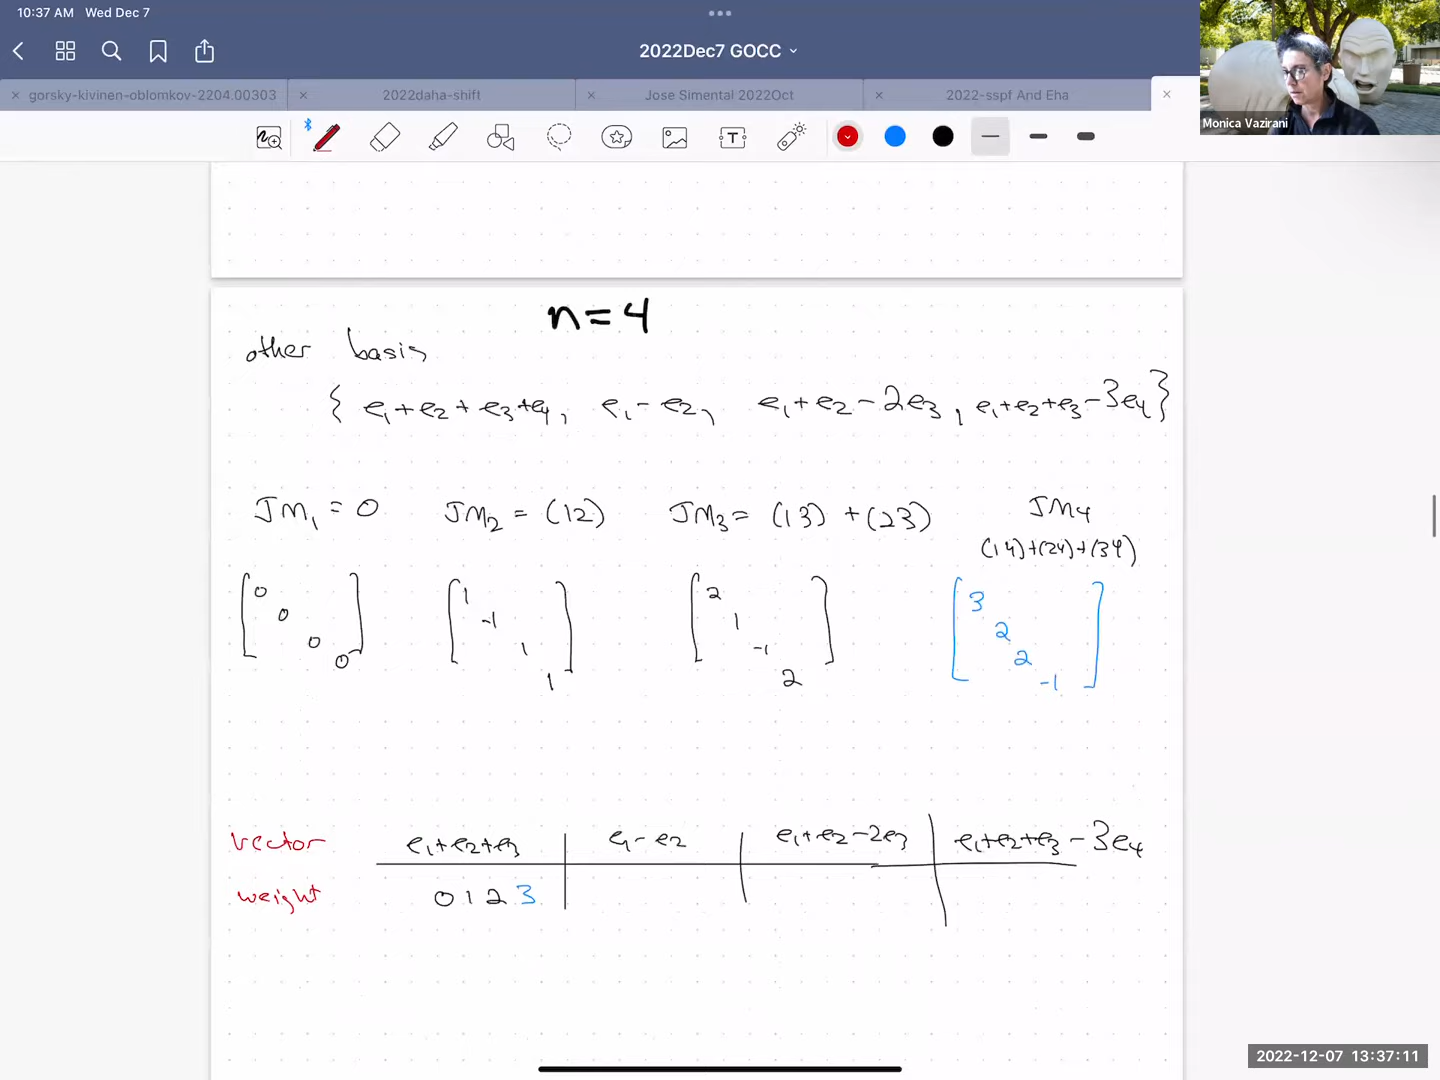 10:37 AM Wed Dec 7
2022Dec7 GOCC
gorsky-kivinen-oblomkov-2204.00303
2022daha-shift
Jose Simental 2022Oct
2022-sspf And Eha
Monica Vazirani
n = 4
other basis
{ e₁+e₂+e₃+e₄, e₁-e₂, e₁+e₂-2e₃, e₁+e₂+e₃-3e₄}
JM₁ = 0 JM₂ = (12) JM₃ = (13) + (23) JM₄
(14)+(24)+(34)
[0 0 0 0] [1 -1 1 1] [2 1 -1 2] [3 2 2 -1]
vector e₁+e₂+e₃ e₁-e₂ e₁+e₂-2e₃ e₁+e₂+e₃-3e₄
weight 0 1 2 3
2022-12-07 13:37:11